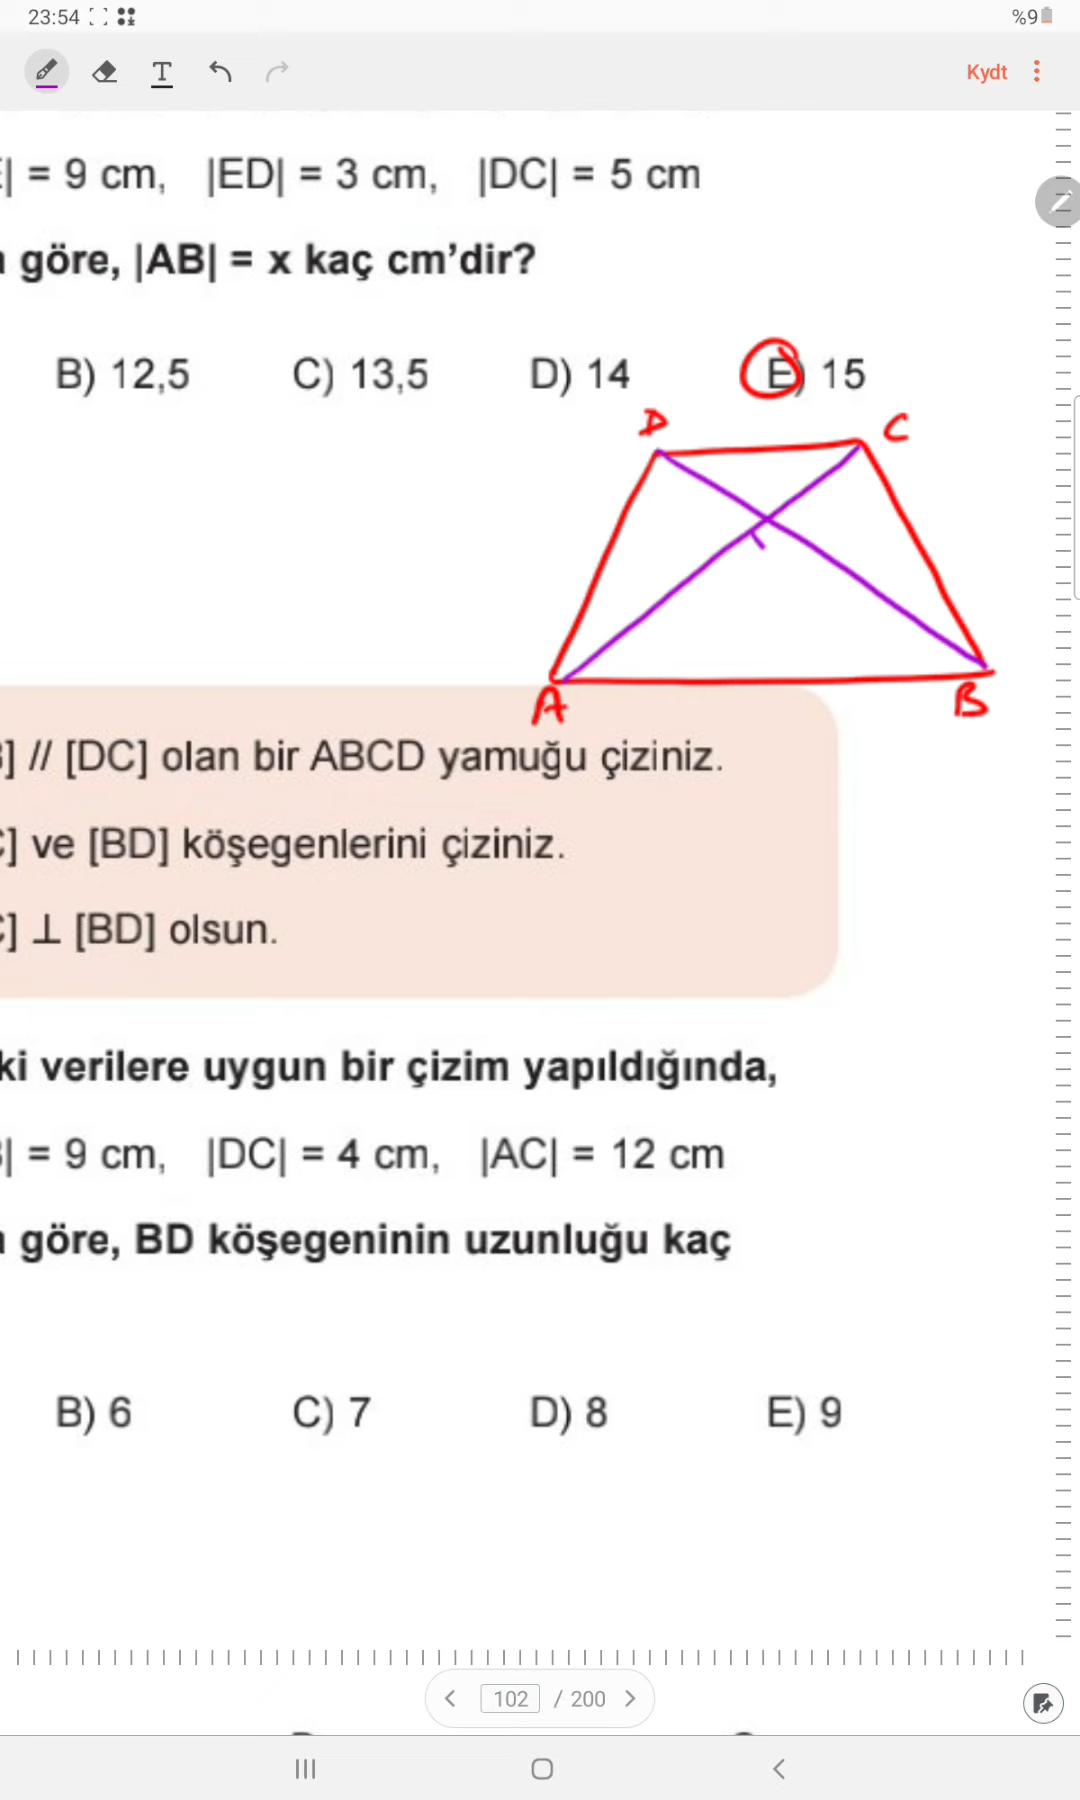 23:54 %9
T Kydt
| = 9 cm, |ED| = 3 cm, |DC| = 5 cm
göre, |AB| = x kaç cm'dir?
B) 12,5 C) 13,5 D) 14 E) 15
D C
A B
] // [DC] olan bir ABCD yamuğu çiziniz.
] ve [BD] köşegenlerini çiziniz.
] ⊥ [BD] olsun.
ki verilere uygun bir çizim yapıldığında,
| = 9 cm, |DC| = 4 cm, |AC| = 12 cm
göre, BD köşegeninin uzunluğu kaç
B) 6 C) 7 D) 8 E) 9
102 / 200